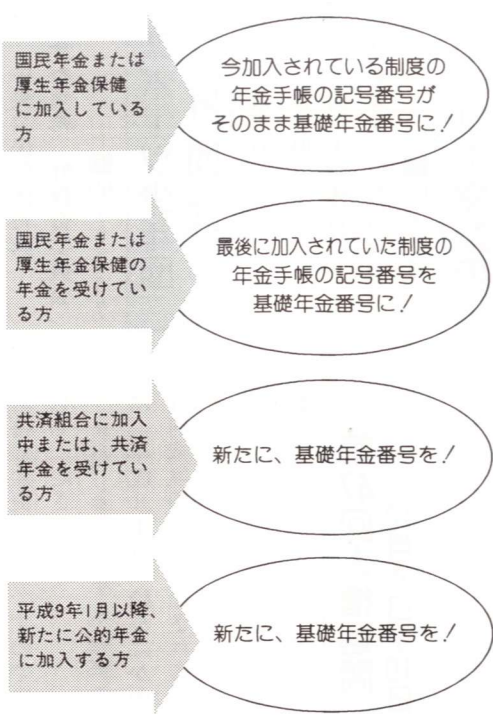 国民年金または
厚生年金保健
に加入している
方
今加入されている制度の
年金手帳の記号番号が
そのまま基礎年金番号に!
国民年金または
厚生年金保健の
年金を受けてい
る方
最後に加入されていた制度の
年金手帳の記号番号を
基礎年金番号に!
共済組合に加入
中または、共済
年金を受けてい
る方
新たに、基礎年金番号を!
平成9年1月以降、
新たに公的年金
に加入する方
新たに、基礎年金番号を!